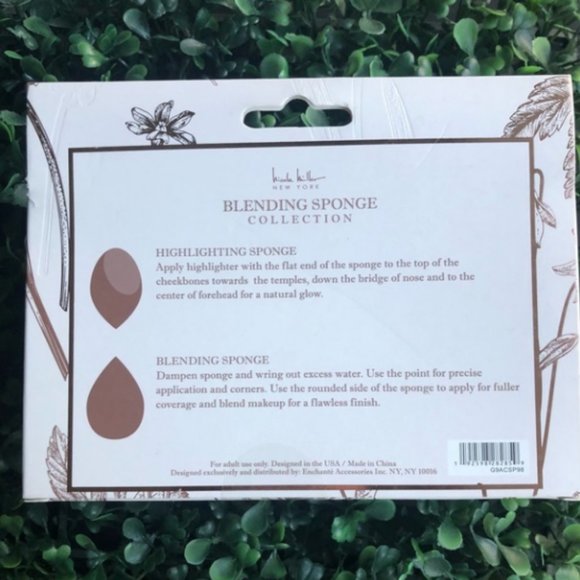 Nicole Miller
NEW YORK
BLENDING SPONGE
COLLECTION
HIGHLIGHTING SPONGE
Apply highlighter with the flat end of the sponge to the top of the
cheekbones towards the temples, down the bridge of nose and to the
center of forehead for a natural glow.
BLENDING SPONGE
Dampen sponge and wring out excess water. Use the point for precise
application and corners. Use the rounded side of the sponge to apply for fuller
coverage and blend makeup for a flawless finish.
For adult use only. Designed in the USA / Made in China
Designed exclusively and distributed by: Enchanté Accessories Inc. NY, NY 10016
G9ACSP98